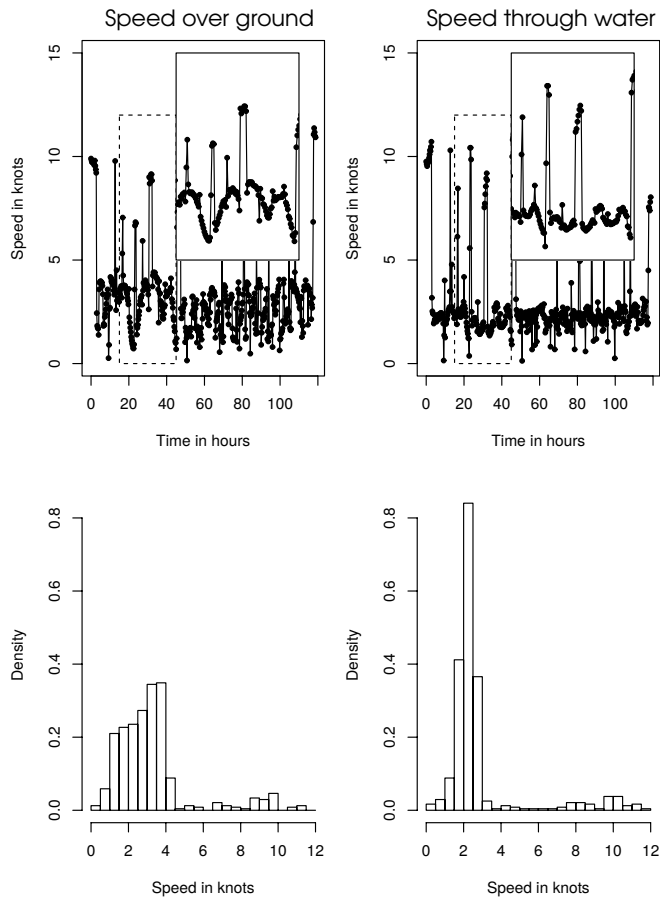 Speed over ground
Speed through water
15
10
5
0
Speed in knots
0 20 40 60 80 100
Time in hours
15
10
5
0
Speed in knots
0 20 40 60 80 100
Time in hours
0.8
0.6
0.4
0.2
0.0
Density
0 2 4 6 8 10 12
Speed in knots
0.8
0.6
0.4
0.2
0.0
Density
0 2 4 6 8 10 12
Speed in knots